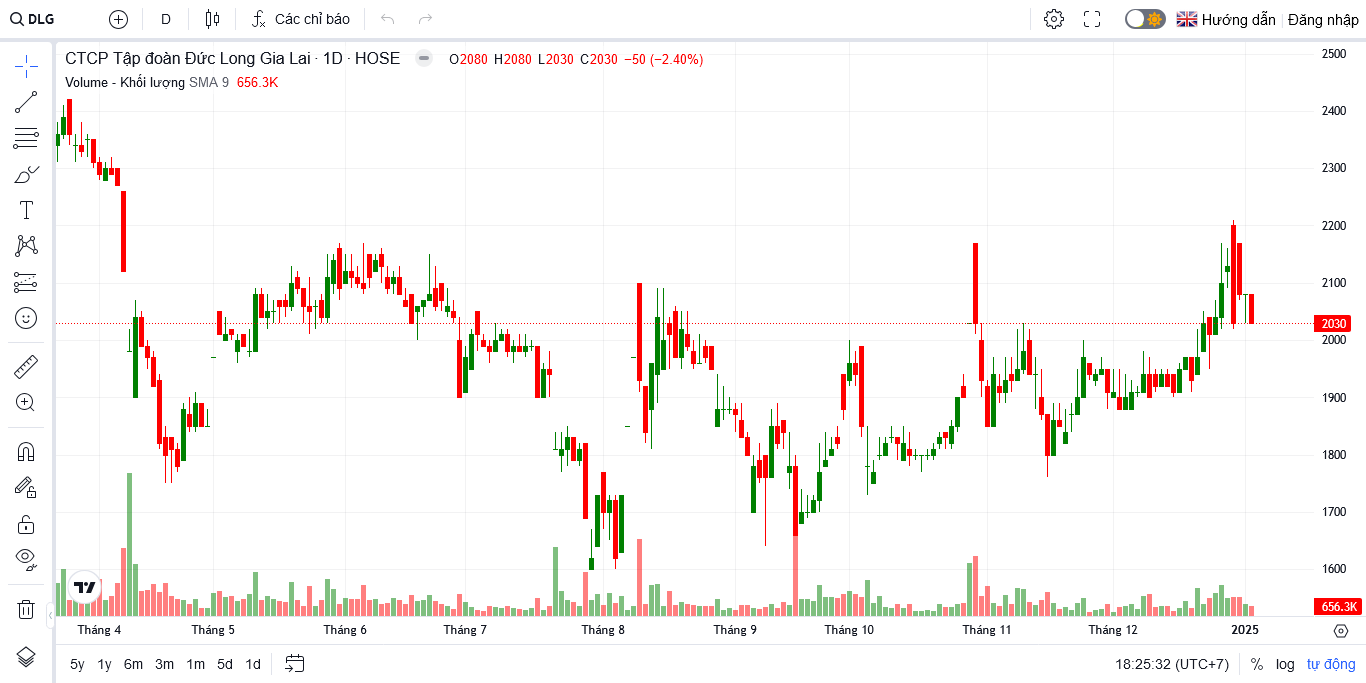 DLG D Các chỉ báo Hướng dẫn Đăng nhập
CTCP Tập đoàn Đức Long Gia Lai · 1D · HOSE O2080 H2080 L2030 C2030 −50 (−2.40%)
Volume - Khối lượng SMA 9 656.3K
2500
2400
2300
2200
2100
2030
2000
1900
1800
1700
1600
656.3K
Tháng 4 Tháng 5 Tháng 6 Tháng 7 Tháng 8 Tháng 9 Tháng 10 Tháng 11 Tháng 12 2025
5y 1y 6m 3m 1m 5d 1d 18:25:32 (UTC+7) % log tự động